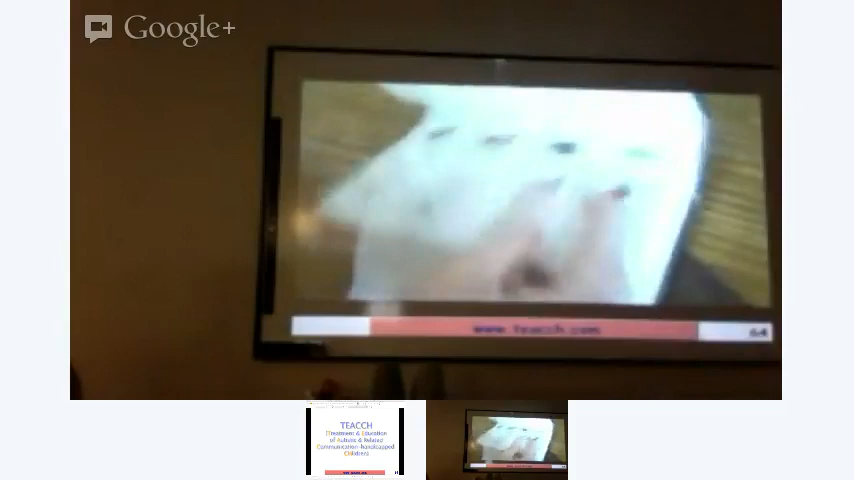 Google+
www.teacch.com
64
TEACCH
(Treatment & Education
of Autistic & Related
Communication-handicapped
Children)